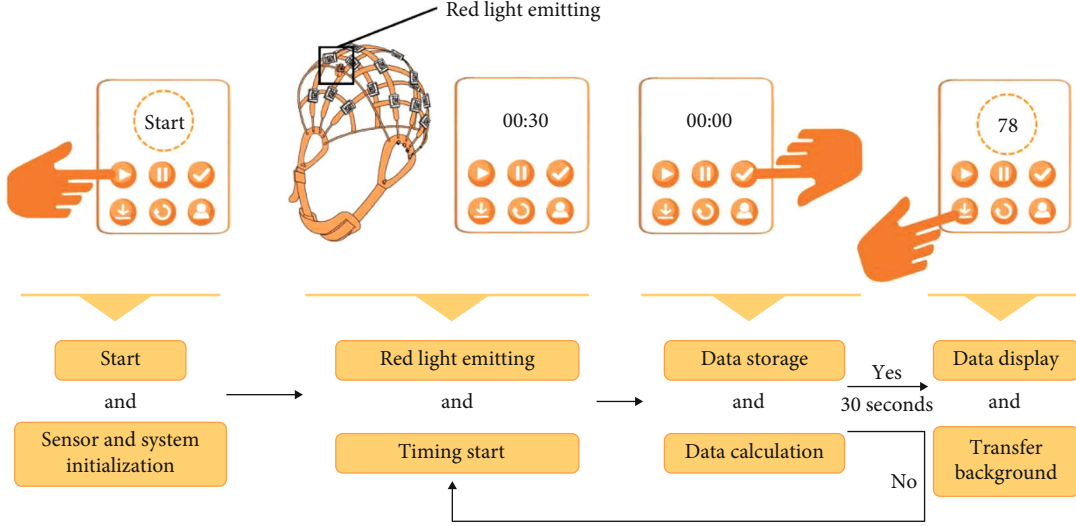 Red light emitting
Start
00:30
00:00
78
Start
and
Sensor and system
initialization
Red light emitting
and
Timing start
Data storage
and
Data calculation
Yes
30 seconds
No
Data display
and
Transfer
background